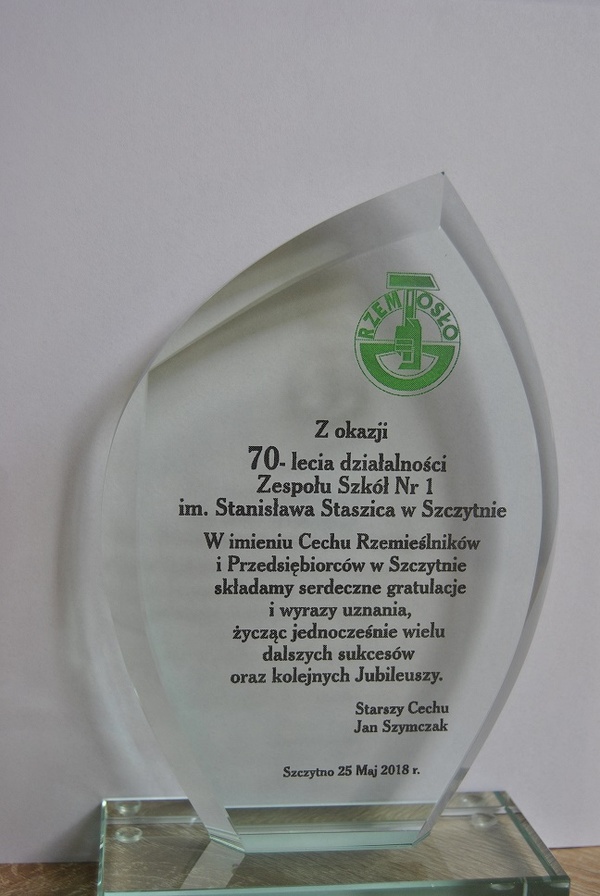 RZEMIOSŁO
Z okazji
70- lecia działalności
Zespołu Szkół Nr 1
im. Stanisława Staszica w Szczytnie
W imieniu Cechu Rzemieślników
i Przedsiębiorców w Szczytnie
składamy serdeczne gratulacje
i wyrazy uznania,
życząc jednocześnie wielu
dalszych sukcesów
oraz kolejnych Jubileuszy.
Starszy Cechu
Jan Szymczak
Szczytno 25 Maj 2018 r.